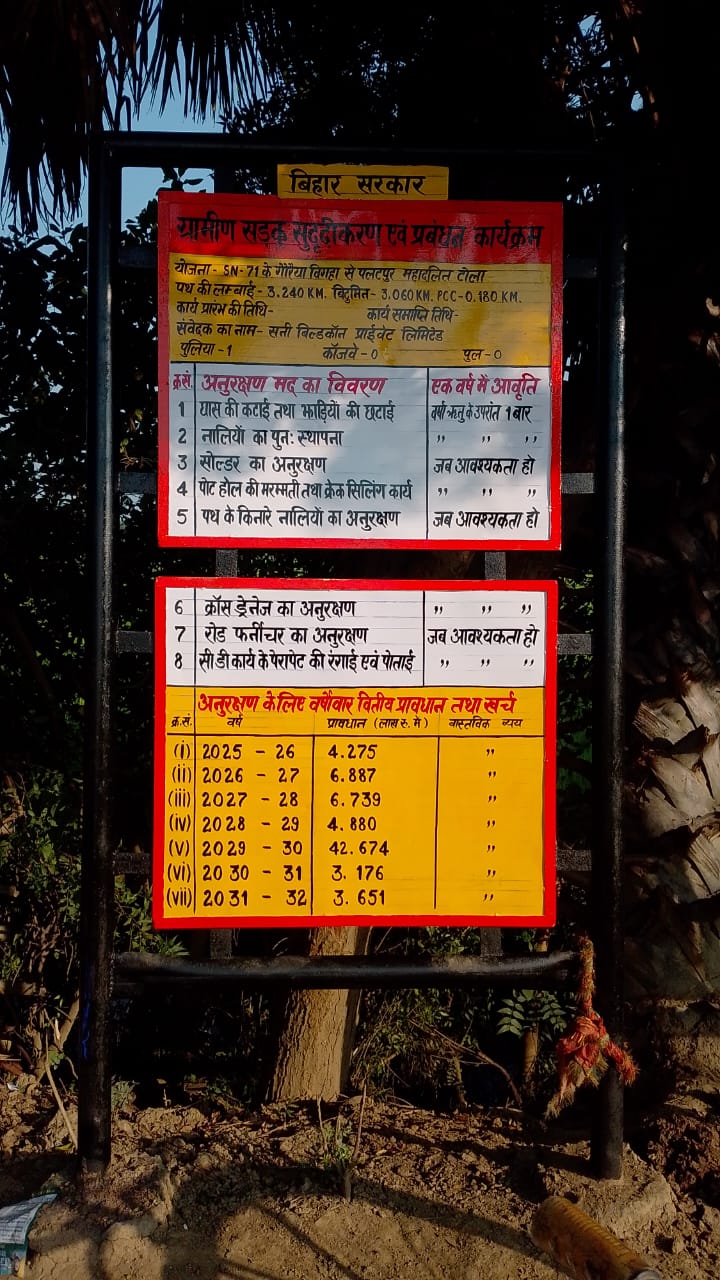 बिहार सरकार
ग्रामीण सड़क सुदृढीकरण एवं प्रबंधन कार्यक्रम
योजना- SN-71 के गौरैया विगहा से पलटपुर महादलित टोला
पथ की लम्बाई- 3.240 KM. बिटुमिन- 3.060 KM. PCC-0.180 KM.
कार्य प्रारंभ की तिथि- कार्य समाप्ति तिथि-
संवेदक का नाम- सनी बिल्डकॉन प्राईवेट लिमिटेड
पुलिया -1 कॉजवे -0 पुल -0
क्र.सं. अनुरक्षण मद का विवरण एक वर्ष में आवृति
1 घास की कटाई तथा झाड़ियों की छटाई वर्षा ऋतु के उपरांत 1 बार
2 नालियों का पुनः स्थापना ,, ,, ,,
3 सोल्डर का अनुरक्षण जब आवश्यकता हो
4 पोट होल की मरम्मती तथा क्रेक सिलिंग कार्य ,, ,, ,,
5 पथ के किनारे नालियों का अनुरक्षण जब आवश्यकता हो
6 क्रॉस ड्रेनेज का अनुरक्षण ,, ,, ,,
7 रोड फर्नीचर का अनुरक्षण जब आवश्यकता हो
8 सी डी कार्य के पेरापेट की रंगाई एवं पोताई ,, ,, ,,
अनुरक्षण के लिए वर्षोवार वितीय प्रावधान तथा खर्च
क्र.सं. वर्ष प्रावधान (लाख रु. मे) वास्तविक व्यय
(i) 2025 - 26 4.275 ,,
(ii) 2026 - 27 6.887 ,,
(iii) 2027 - 28 6.739 ,,
(iv) 2028 - 29 4.880 ,,
(v) 2029 - 30 42.674 ,,
(vi) 2030 - 31 3.176 ,,
(vii) 2031 - 32 3.651 ,,